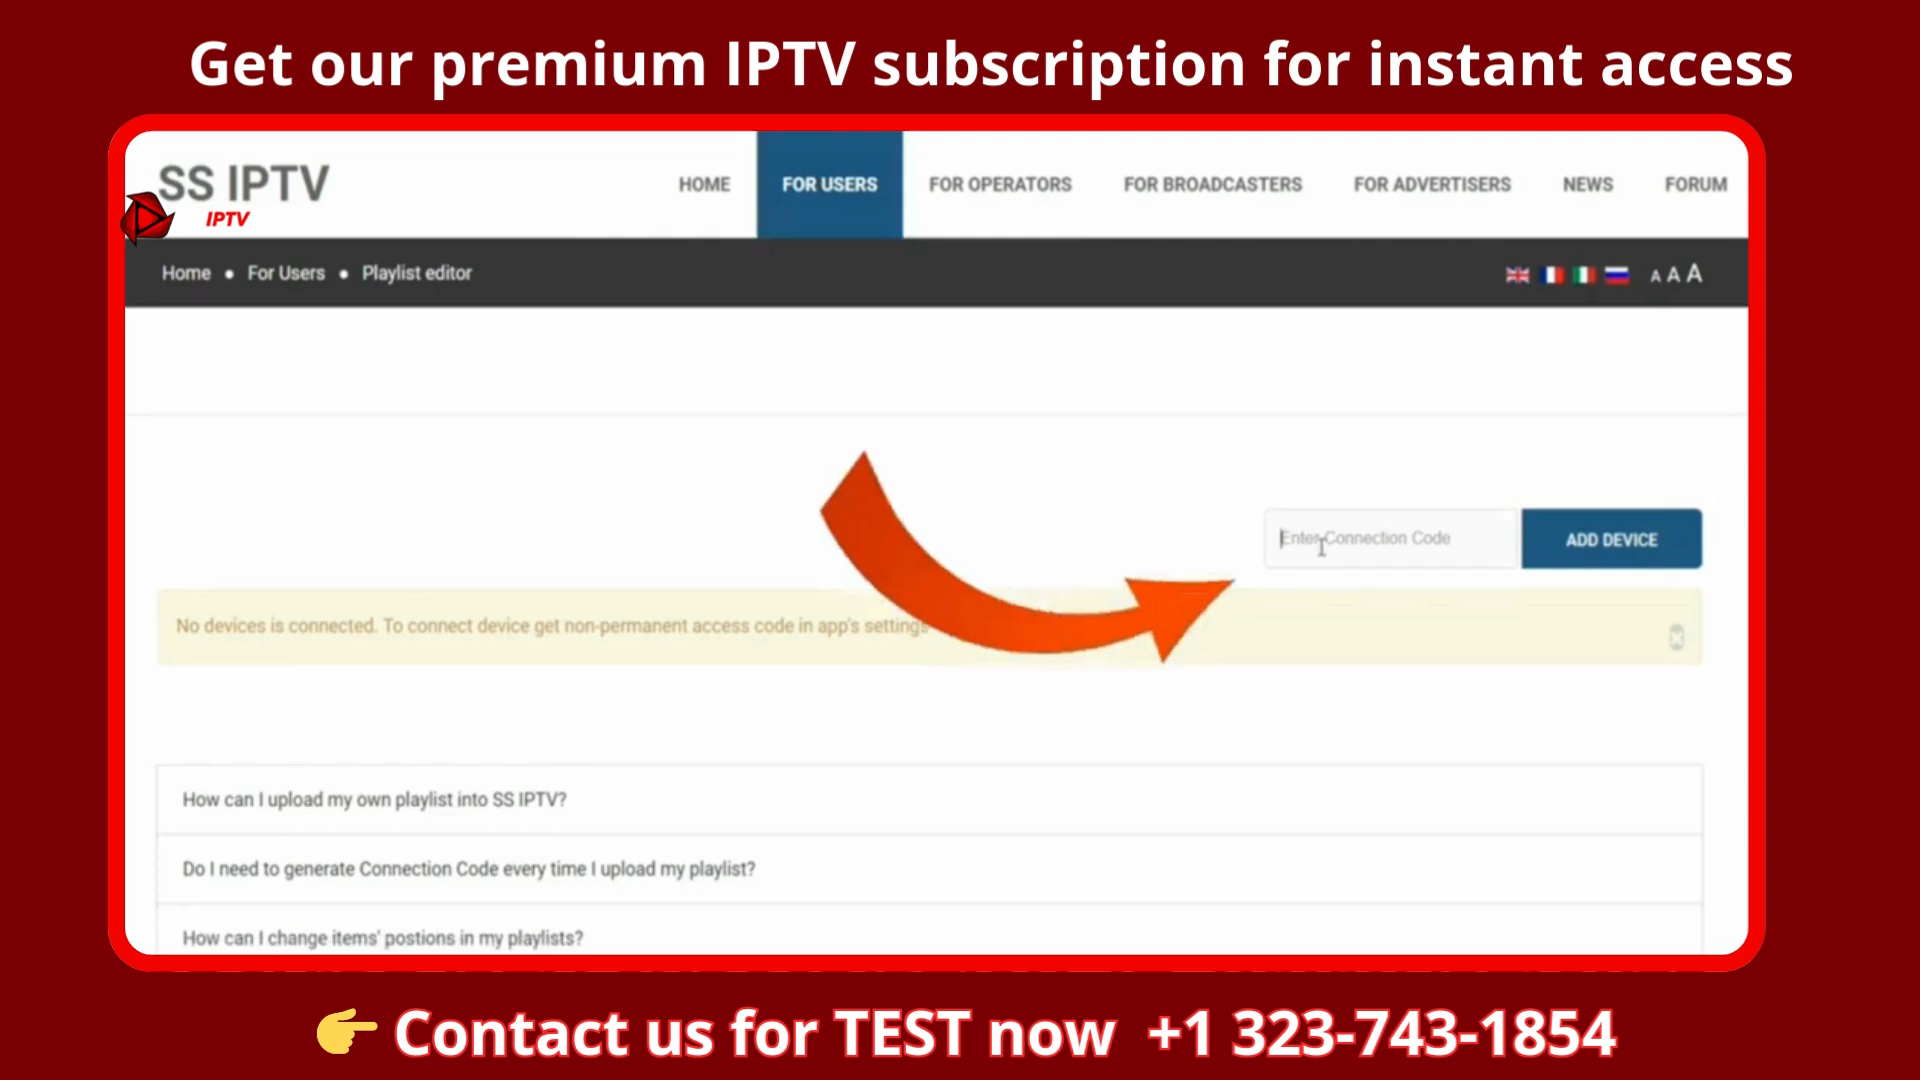 Get our premium IPTV subscription for instant access
SS IPTV
IPTV
HOME
FOR USERS
FOR OPERATORS
FOR BROADCASTERS
FOR ADVERTISERS
NEWS
FORUM
Home • For Users • Playlist editor
A A A
Enter Connection Code
ADD DEVICE
No devices is connected. To connect device get non-permanent access code in app's settings
How can I upload my own playlist into SS IPTV?
Do I need to generate Connection Code every time I upload my playlist?
How can I change items' postions in my playlists?
👉 Contact us for TEST now +1 323-743-1854